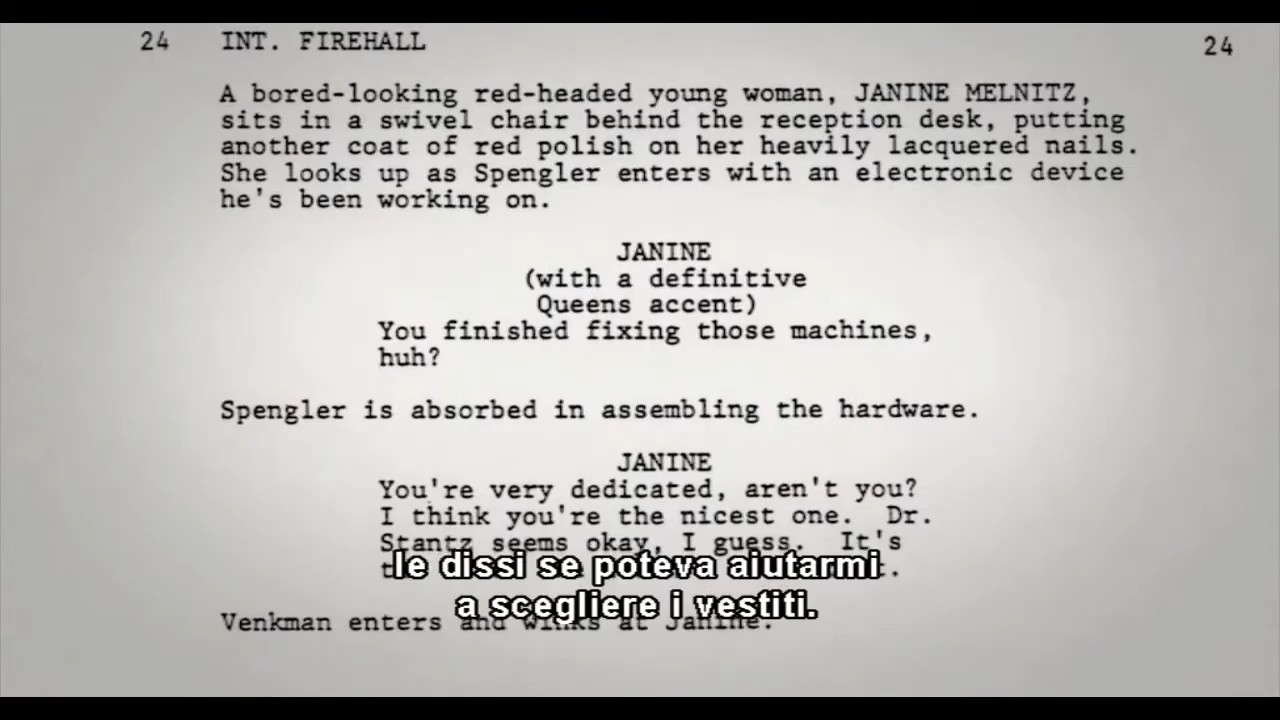 24 INT. FIREHALL 24
A bored-looking red-headed young woman, JANINE MELNITZ,
sits in a swivel chair behind the reception desk, putting
another coat of red polish on her heavily lacquered nails.
She looks up as Spengler enters with an electronic device
he's been working on.
JANINE
(with a definitive
Queens accent)
You finished fixing those machines,
huh?
Spengler is absorbed in assembling the hardware.
JANINE
You're very dedicated, aren't you?
I think you're the nicest one. Dr.
Stantz seems okay, I guess. It's
le dissi se poteva aiutarmi
a scegliere i vestiti.
Venkman enters and winks at Janine.